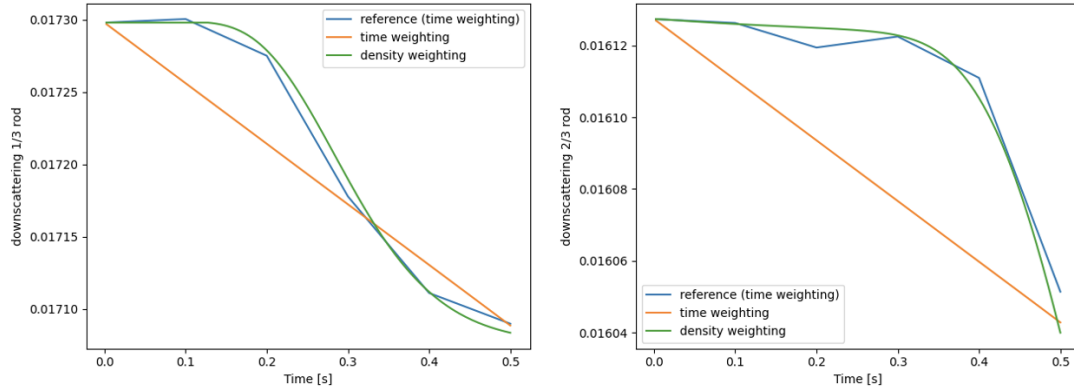 downscattering 1/3 rod
0.01730
0.01725
0.01720
0.01715
0.01710
0.0
0.1
0.2
0.3
0.4
0.5
Time [s]
reference (time weighting)
time weighting
density weighting
downscattering 2/3 rod
0.01612
0.01610
0.01608
0.01606
0.01604
0.0
0.1
0.2
0.3
0.4
0.5
Time [s]
reference (time weighting)
time weighting
density weighting